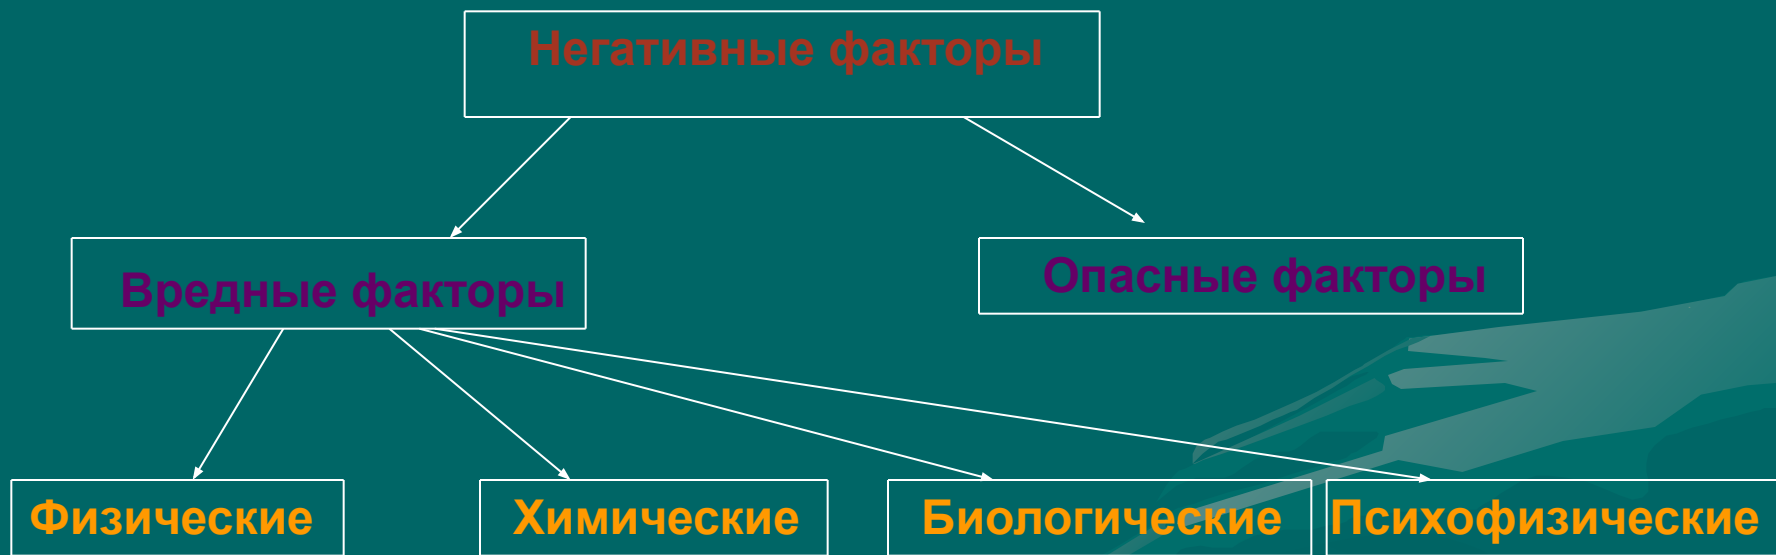 Негативные факторы
Вредные факторы
Опасные факторы
Физические
Химические
Биологические
Психофизические